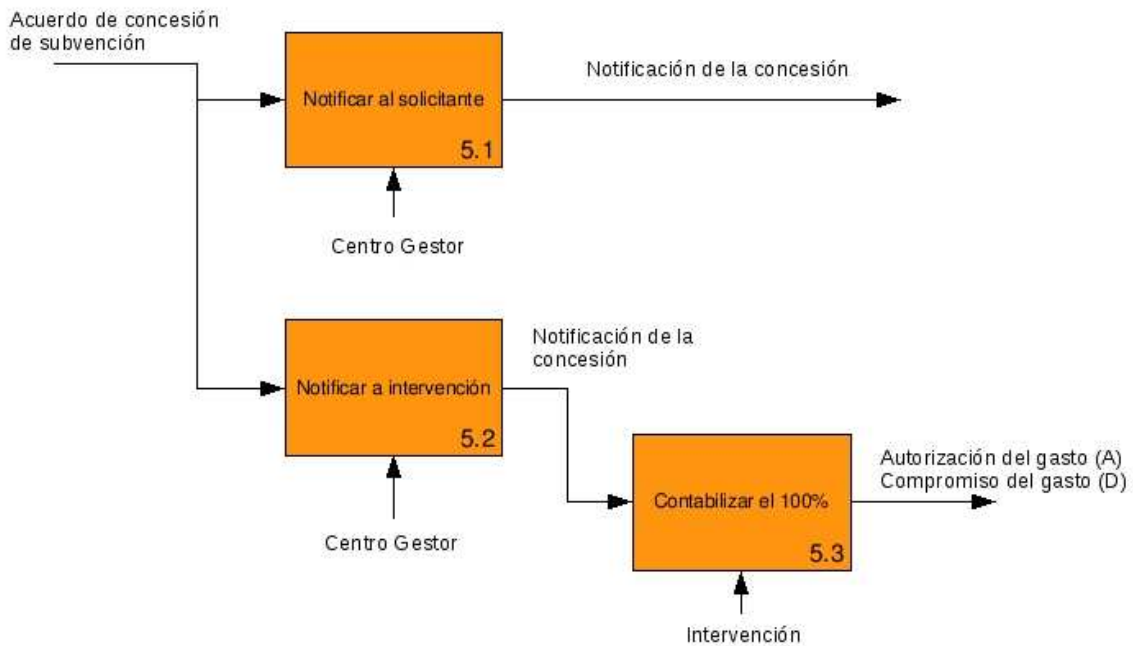 Acuerdo de concesión
de subvención
Notificar al solicitante
5.1
Notificación de la concesión
Centro Gestor
Notificar a intervención
5.2
Notificación de la
concesión
Centro Gestor
Contabilizar el 100%
5.3
Autorización del gasto (A)
Compromiso del gasto (D)
Intervención